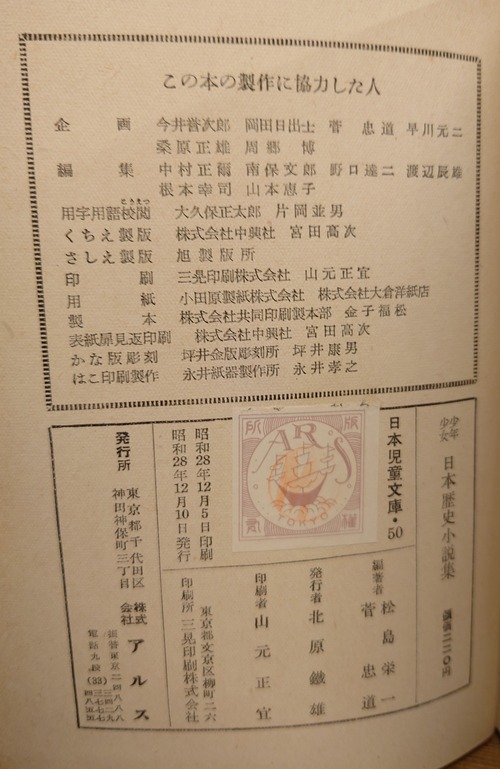 この本の製作に協力した人
企画 今井誉次郎 岡田日出士 菅忠道 早川元二
桑原正雄 周郷博
編集 中村正爾 南保文郎 野口達二 渡辺辰雄
根本幸司 山本恵子
こうえつ
用字用語校閲 大久保正太郎 片岡並男
くちえ製版 株式会社中興社 宮田高次
さしえ製版 旭製版所
印刷 三晃印刷株式会社 山元正宜
用紙 小田原製紙株式会社 株式会社大倉洋紙店
製本 株式会社共同印刷製本部 金子福松
表紙扉見返印刷 株式会社中興社 宮田高次
かな版彫刻 坪井金版彫刻所 坪井康男
はこ印刷製作 永井紙器製作所 永井孝之
少年少女 日本歴史小説集
二二〇円
日本児童文庫・50
編著者 松島栄一
菅忠道
発行者 北原鐵雄
印刷者 山元正宜
東京都文京区柳町二六
印刷所 三晃印刷株式会社
版権所
ARS
TOKYO
昭和28年12月5日印刷
昭和28年12月10日発行
発行所 東京都千代田区
神田神保町三丁目
株式会社 アルス